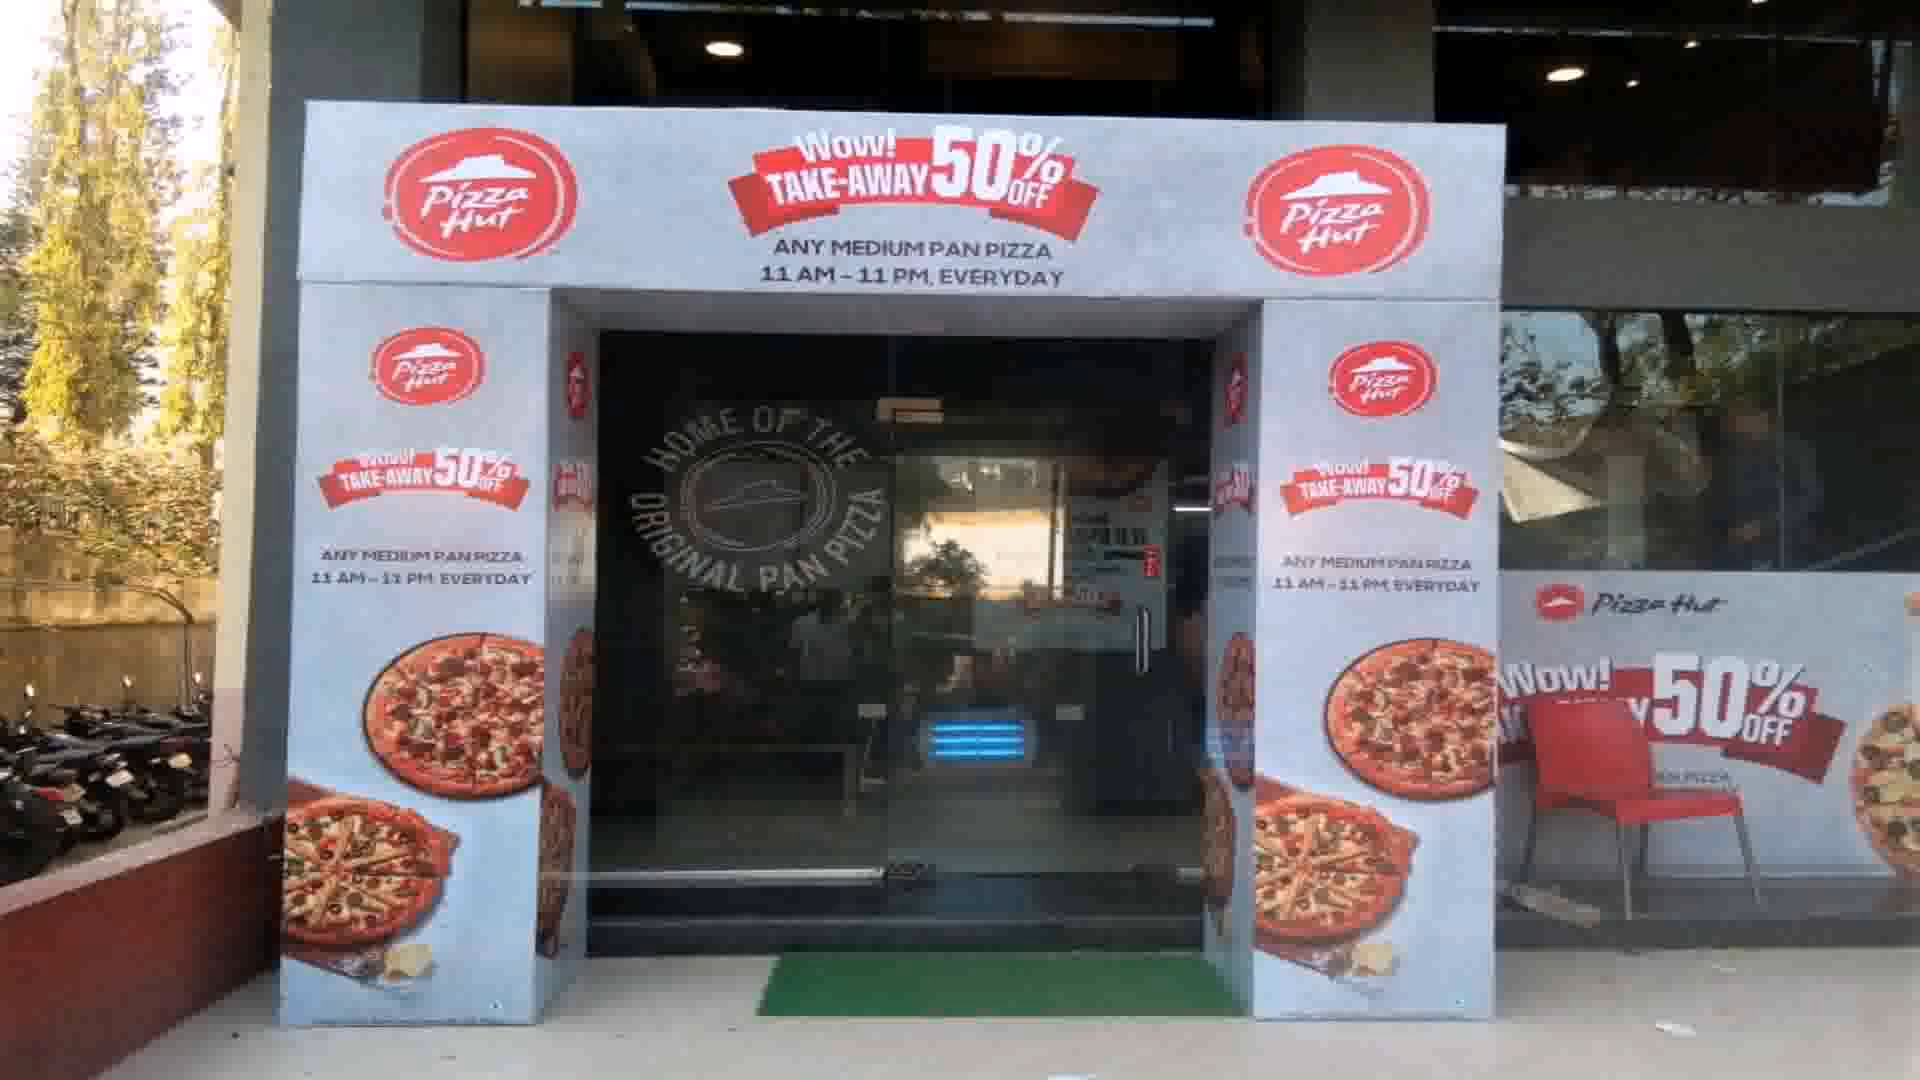 Pizza
Hut
Wow!
TAKE-AWAY 50% OFF
ANY MEDIUM PAN PIZZA
11 AM - 11 PM, EVERYDAY
Pizza
Hut
Pizza
Hut
Wow!
TAKE-AWAY 50% OFF
ANY MEDIUM PAN PIZZA
11 AM - 11 PM, EVERYDAY
HOME OF THE
ORIGINAL PAN PIZZA
Pizza
Hut
Wow!
TAKE-AWAY 50% OFF
ANY MEDIUM PAN PIZZA
11 AM - 11 PM, EVERYDAY
Pizza Hut
Wow!
50% OFF
PIZZA